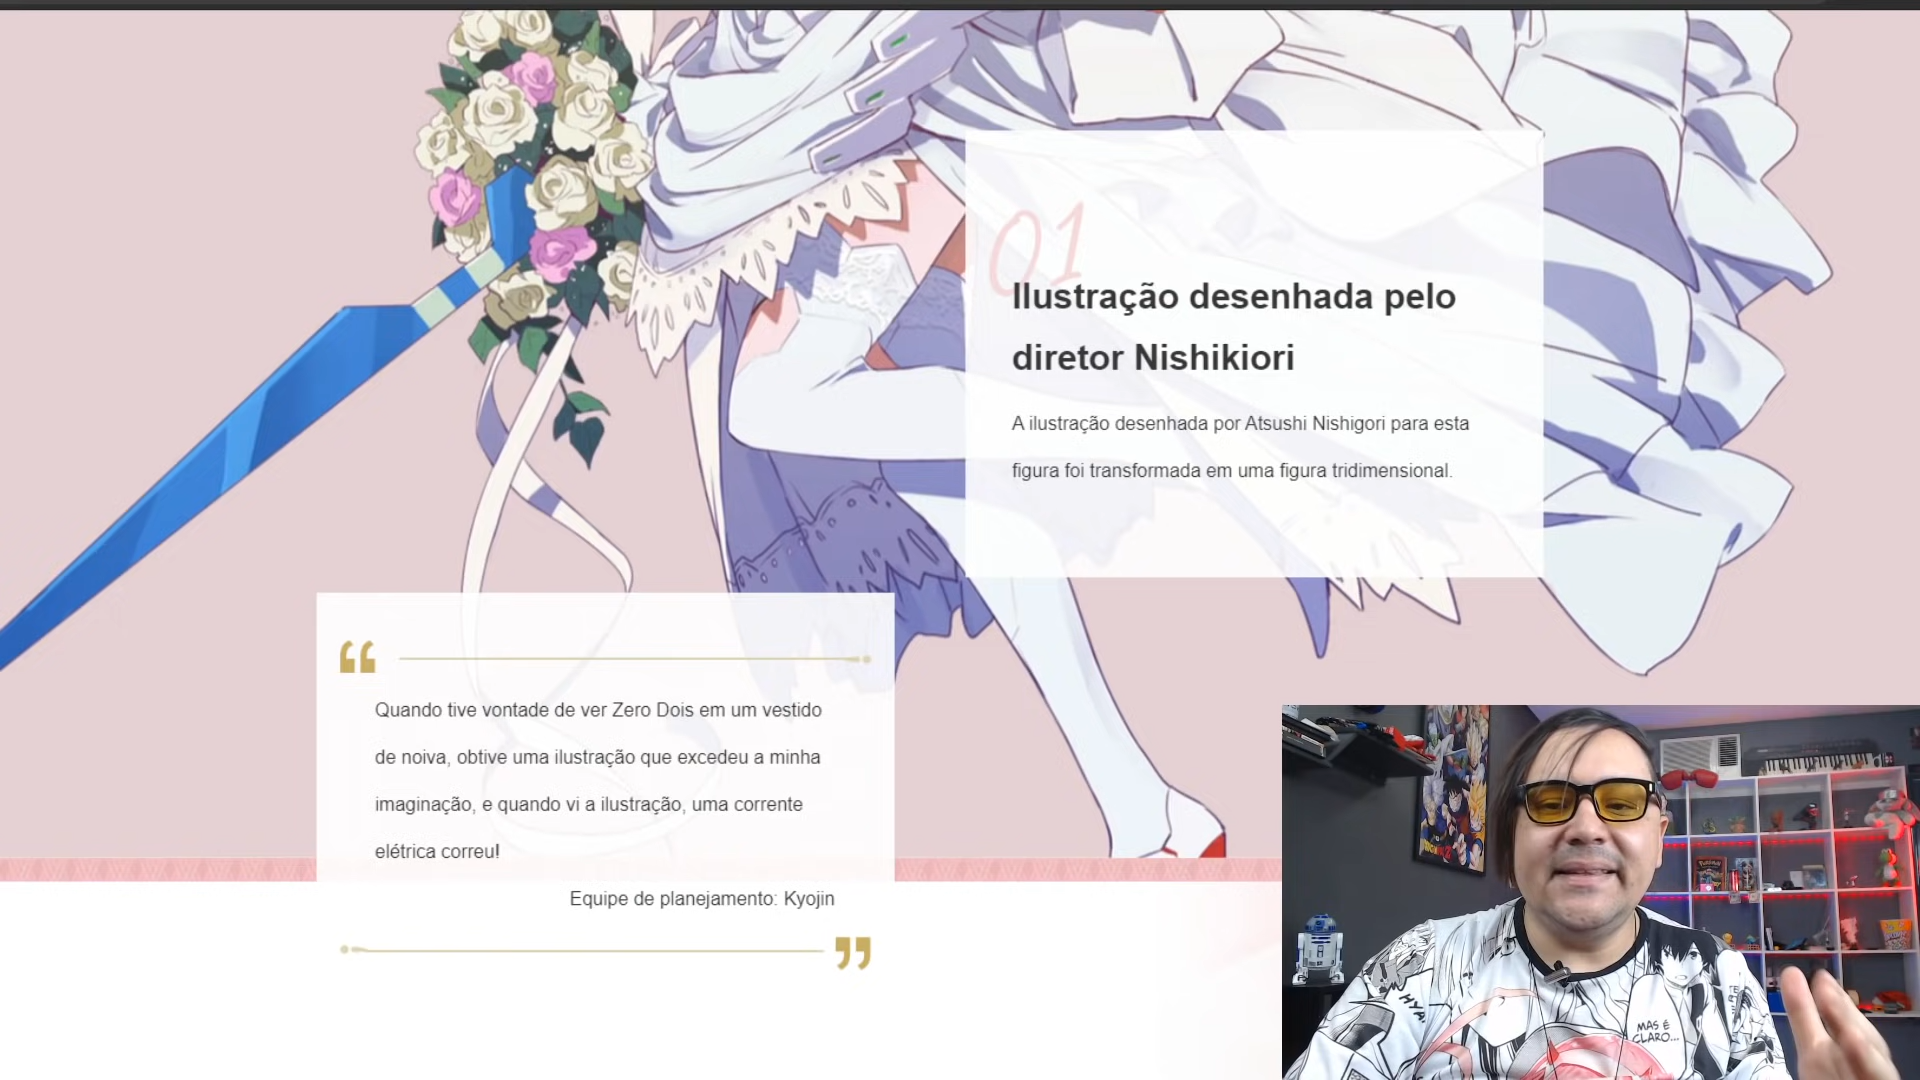 01
Ilustração desenhada pelo
diretor Nishikiori
A ilustração desenhada por Atsushi Nishigori para esta
figura foi transformada em uma figura tridimensional.
“
Quando tive vontade de ver Zero Dois em um vestido
de noiva, obtive uma ilustração que excedeu a minha
imaginação, e quando vi a ilustração, uma corrente
elétrica correu!
Equipe de planejamento: Kyojin
”
HYA!
MAS É
CLARO...